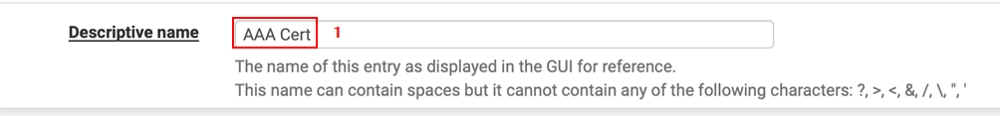 Descriptive name AAA Cert 1
The name of this entry as displayed in the GUI for reference.
This name can contain spaces but it cannot contain any of the following characters: ?, >, <, &, /, \, ", '